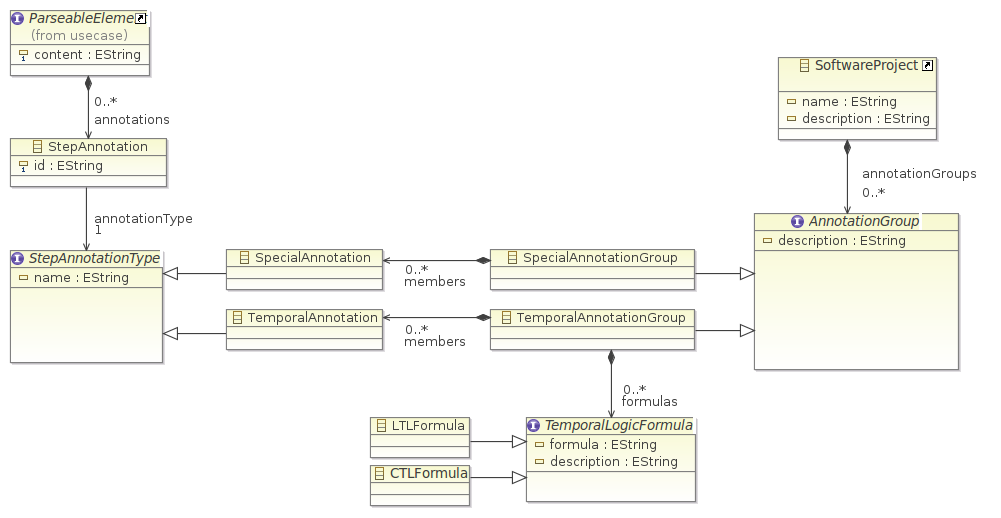 ParseableElemen
(from usecase)
content : EString
0..*
annotations
StepAnnotation
id : EString
annotationType
1
StepAnnotationType
name : EString
SpecialAnnotation
0..*
members
SpecialAnnotationGroup
TemporalAnnotation
0..*
members
TemporalAnnotationGroup
SoftwareProject
name : EString
description : EString
annotationGroups
0..*
AnnotationGroup
description : EString
0..*
formulas
LTLFormula
CTLFormula
TemporalLogicFormula
formula : EString
description : EString